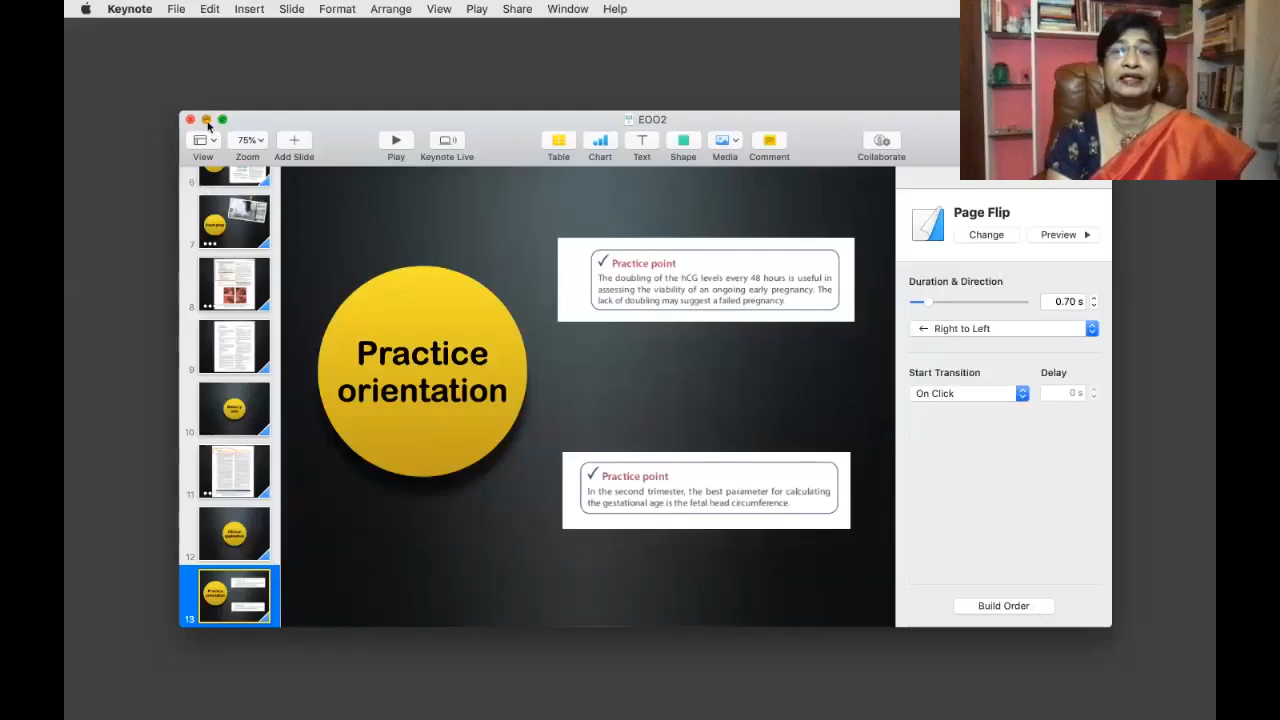 Keynote File Edit Insert Slide Format Arrange View Play Share Window Help
EOO2
75%
View Zoom Add Slide Play Keynote Live Table Chart Text Shape Media Comment Collaborate
6
7
8
9
10
11
12
13
Practice
orientation
Practice point
The doubling of the hCG levels every 48 hours is useful in
assessing the viability of an ongoing early pregnancy. The
lack of doubling may suggest a failed pregnancy.
Practice point
In the second trimester, the best parameter for calculating
the gestational age is the fetal head circumference.
Page Flip
Change Preview
Duration & Direction
0.70 s
Right to Left
Start Transition Delay
On Click 0 s
Build Order